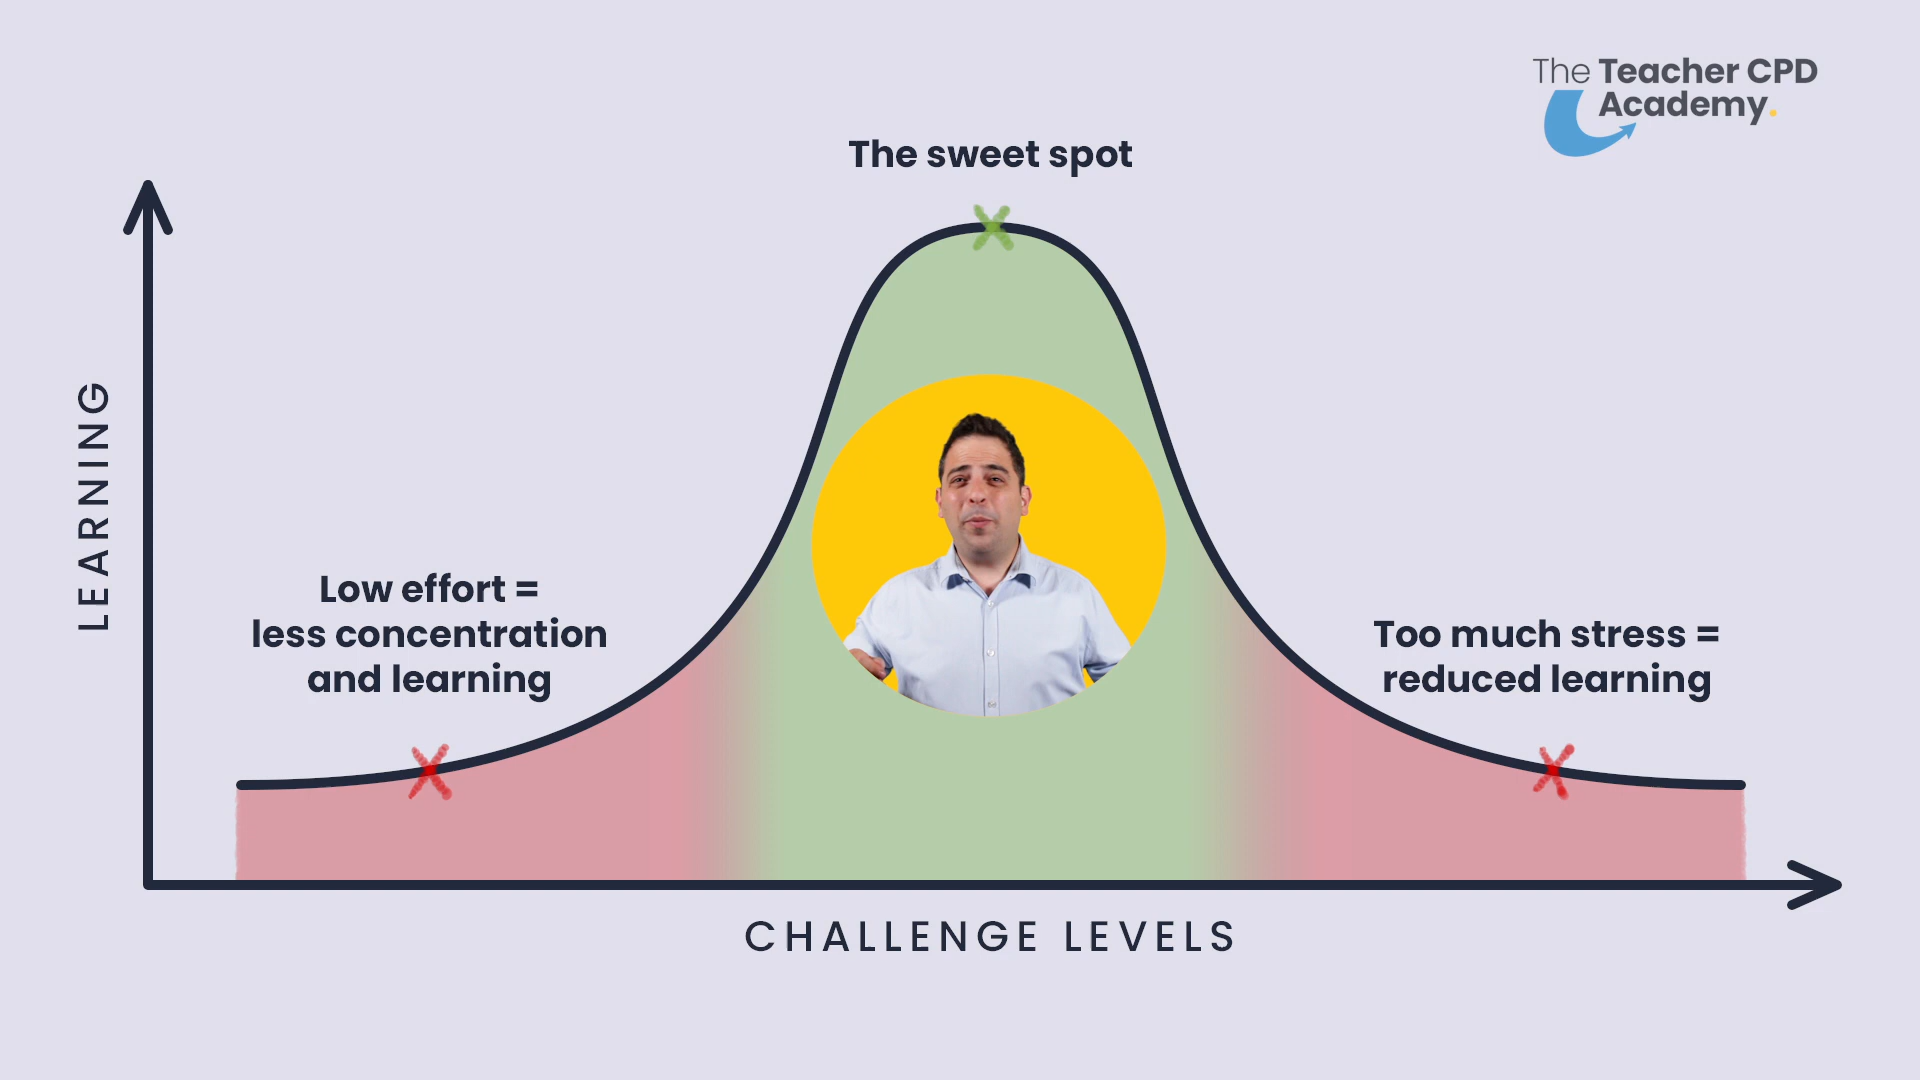 The Teacher CPD
Academy.
The sweet spot
LEARNING
Low effort =
less concentration
and learning
Too much stress =
reduced learning
CHALLENGE LEVELS